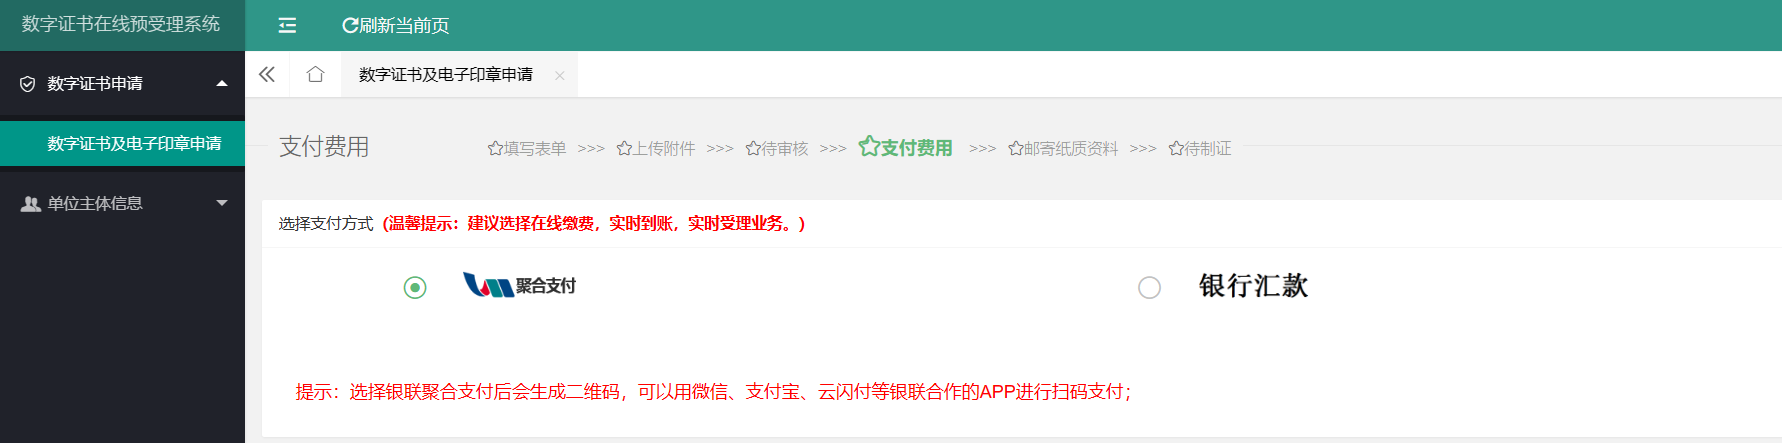 数字证书在线预受理系统
刷新当前页
数字证书申请
数字证书及电子印章申请
单位主体信息
数字证书及电子印章申请 ×
支付费用
填写表单 >>> 上传附件 >>> 待审核 >>> 支付费用 >>> 邮寄纸质资料 >>> 待制证
选择支付方式 (温馨提示：建议选择在线缴费，实时到账，实时受理业务。)
聚合支付
银行汇款
提示：选择银联聚合支付后会生成二维码，可以用微信、支付宝、云闪付等银联合作的APP进行扫码支付；